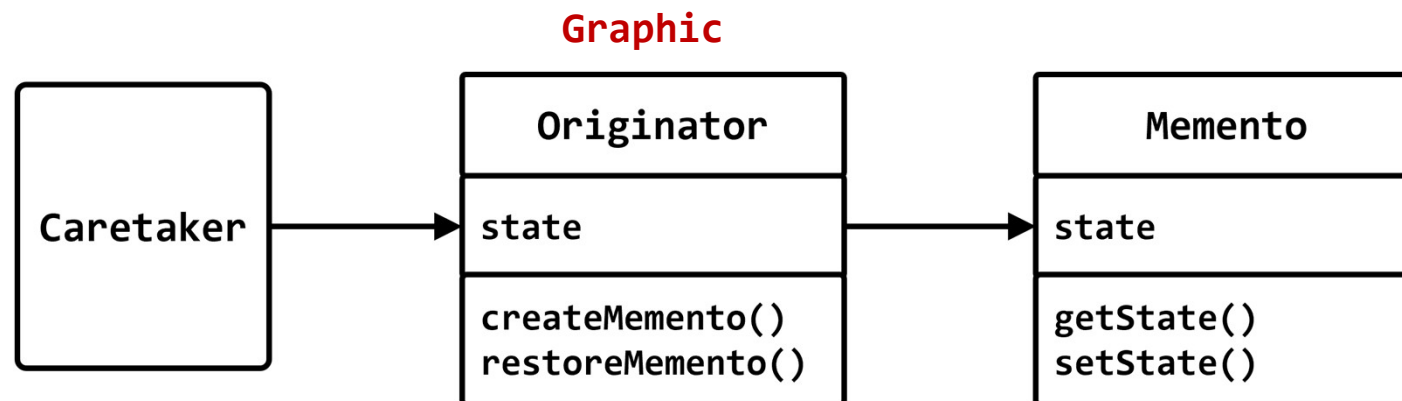 Graphic
Caretaker
Originator
state
createMemento()
restoreMemento()
Memento
state
getState()
setState()